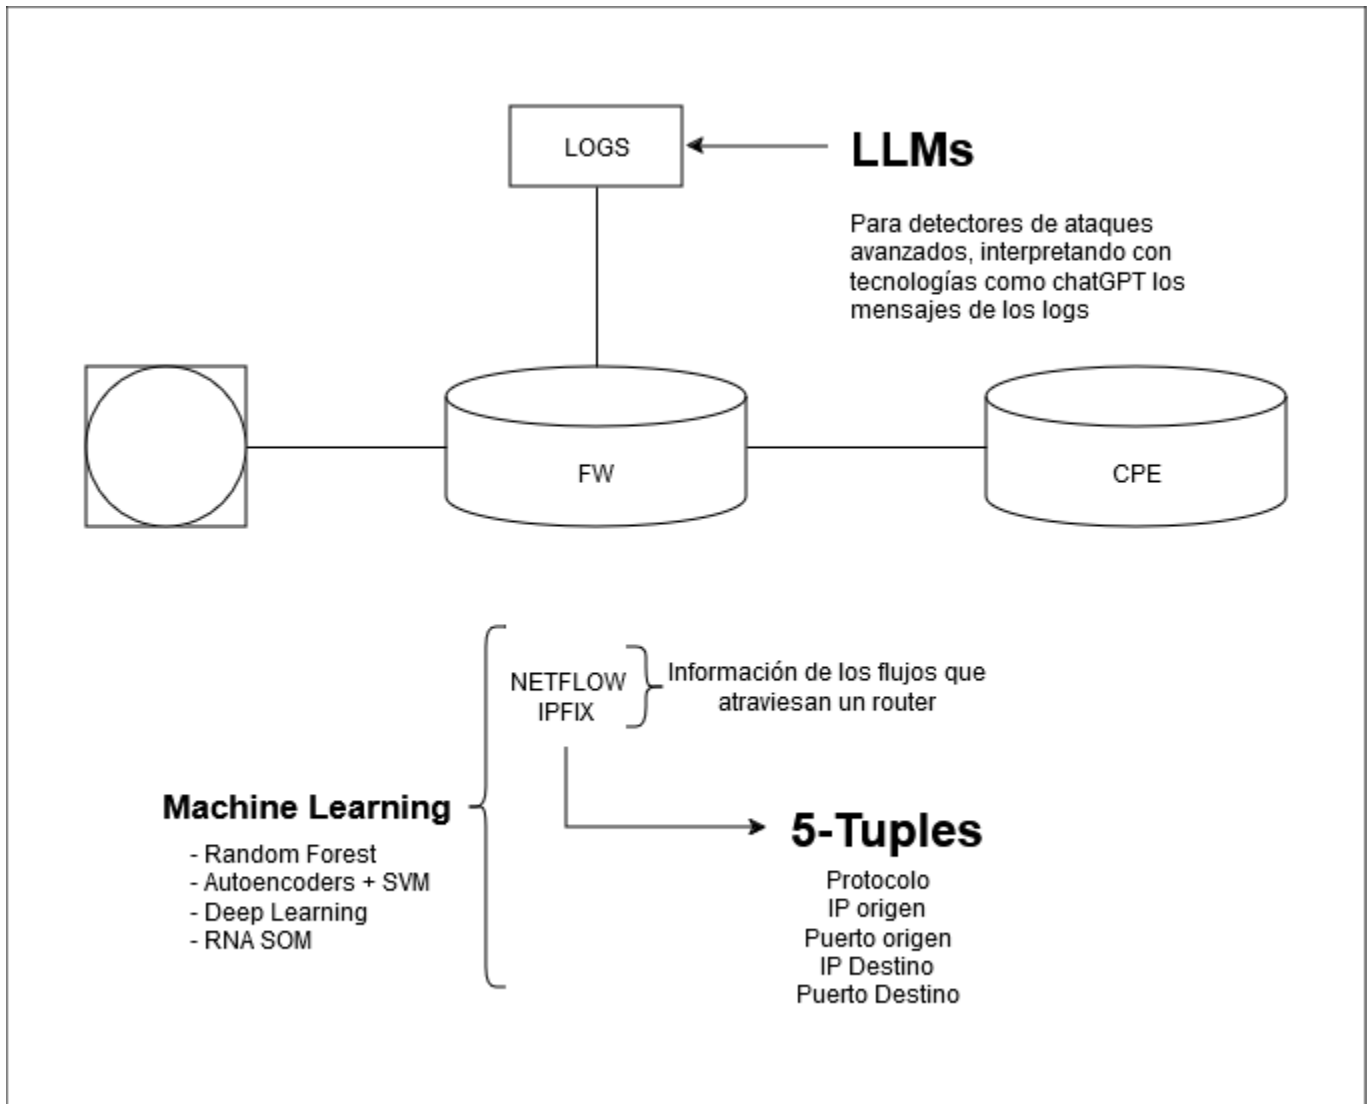 LOGS
LLMs
Para detectores de ataques
avanzados, interpretando con
tecnologías como chatGPT los
mensajes de los logs
FW
CPE
NETFLOW
IPFIX
Información de los flujos que
atraviesan un router
Machine Learning
- Random Forest
- Autoencoders + SVM
- Deep Learning
- RNA SOM
5-Tuples
Protocolo
IP origen
Puerto origen
IP Destino
Puerto Destino